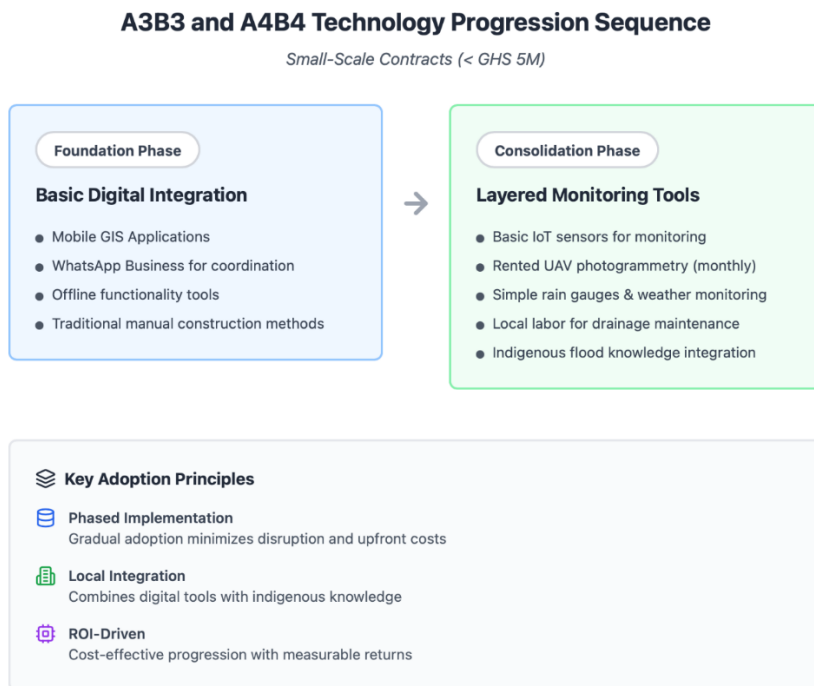 A3B3 and A4B4 Technology Progression Sequence
Small-Scale Contracts (< GHS 5M)
Foundation Phase
Basic Digital Integration
Mobile GIS Applications
WhatsApp Business for coordination
Offline functionality tools
Traditional manual construction methods
Consolidation Phase
Layered Monitoring Tools
Basic IoT sensors for monitoring
Rented UAV photogrammetry (monthly)
Simple rain gauges & weather monitoring
Local labor for drainage maintenance
Indigenous flood knowledge integration
Key Adoption Principles
Phased Implementation
Gradual adoption minimizes disruption and upfront costs
Local Integration
Combines digital tools with indigenous knowledge
ROI-Driven
Cost-effective progression with measurable returns